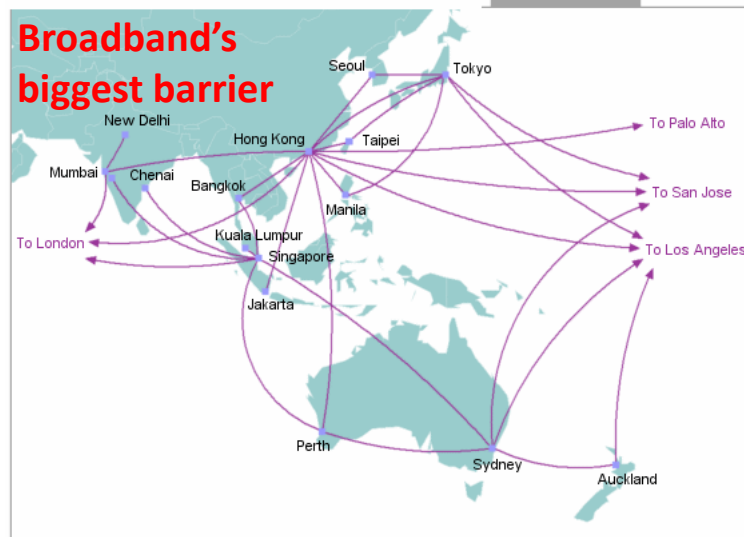 Broadband's
biggest barrier
Seoul
Tokyo
New Delhi
Hong Kong
Taipei
To Palo Alto
Mumbai
Chenai
Bangkok
Manila
To San Jose
To London
Kuala Lumpur
Singapore
To Los Angeles
Jakarta
Perth
Sydney
Auckland